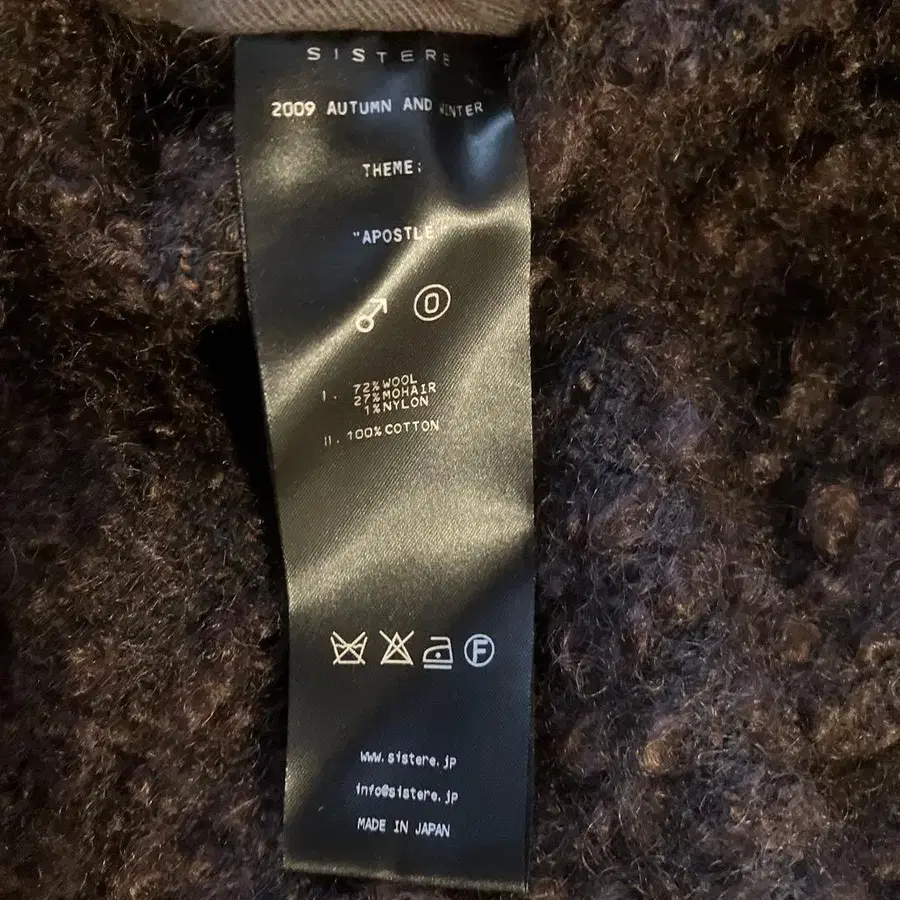 SISTERE
2009 AUTUMN AND WINTER
THEME:
"APOSTLE
♂ 0
I. 72%WOOL
27%MOHAIR
1%NYLON
II. 100%COTTON
F
www.sistere.jp
info@sistere.jp
MADE IN JAPAN